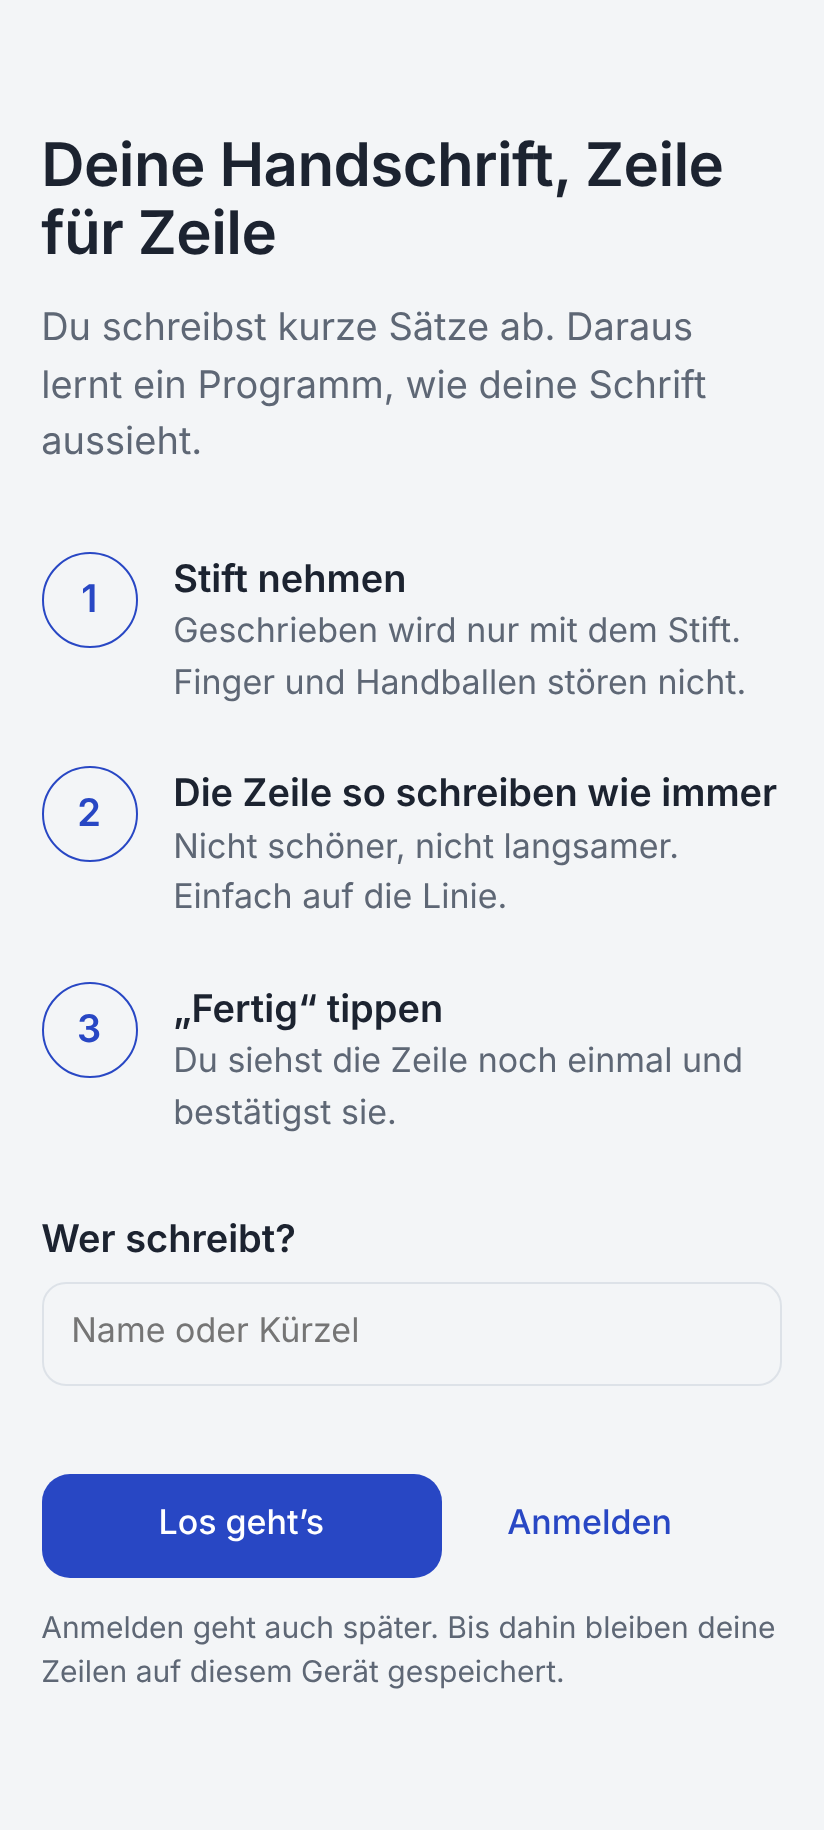 Deine Handschrift, Zeile
für Zeile
Du schreibst kurze Sätze ab. Daraus
lernt ein Programm, wie deine Schrift
aussieht.
1
Stift nehmen
Geschrieben wird nur mit dem Stift.
Finger und Handballen stören nicht.
2
Die Zeile so schreiben wie immer
Nicht schöner, nicht langsamer.
Einfach auf die Linie.
3
„Fertig“ tippen
Du siehst die Zeile noch einmal und
bestätigst sie.
Wer schreibt?
Name oder Kürzel
Los geht’s
Anmelden
Anmelden geht auch später. Bis dahin bleiben deine
Zeilen auf diesem Gerät gespeichert.